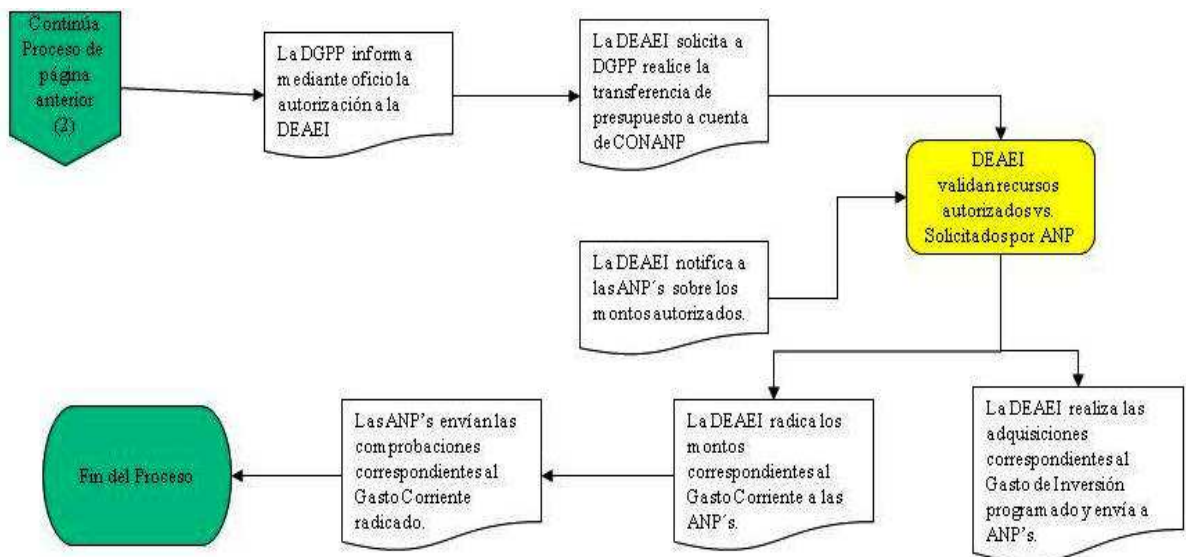 Continúa
Proceso de
página
anterior
(2)
La DGPP informa
mediante oficio la
autorización a la
DEAEI
La DEAEI solicita a
DGPP realice la
transferencia de
presupuesto a cuenta
de CONANP
DEAEI
validan recursos
autorizados vs.
Solicitados por ANP
La DEAEI notifica a
las ANP´s sobre los
montos autorizados.
Fin del Proceso
Las ANP's envían las
comprobaciones
correspondientes al
Gasto Corriente
radicado.
La DEAEI radica los
montos
correspondientes al
Gasto Corriente a las
ANP´s.
La DEAEI realiza las
adquisiciones
correspondientes al
Gasto de Inversión
programado y envía a
ANP's.